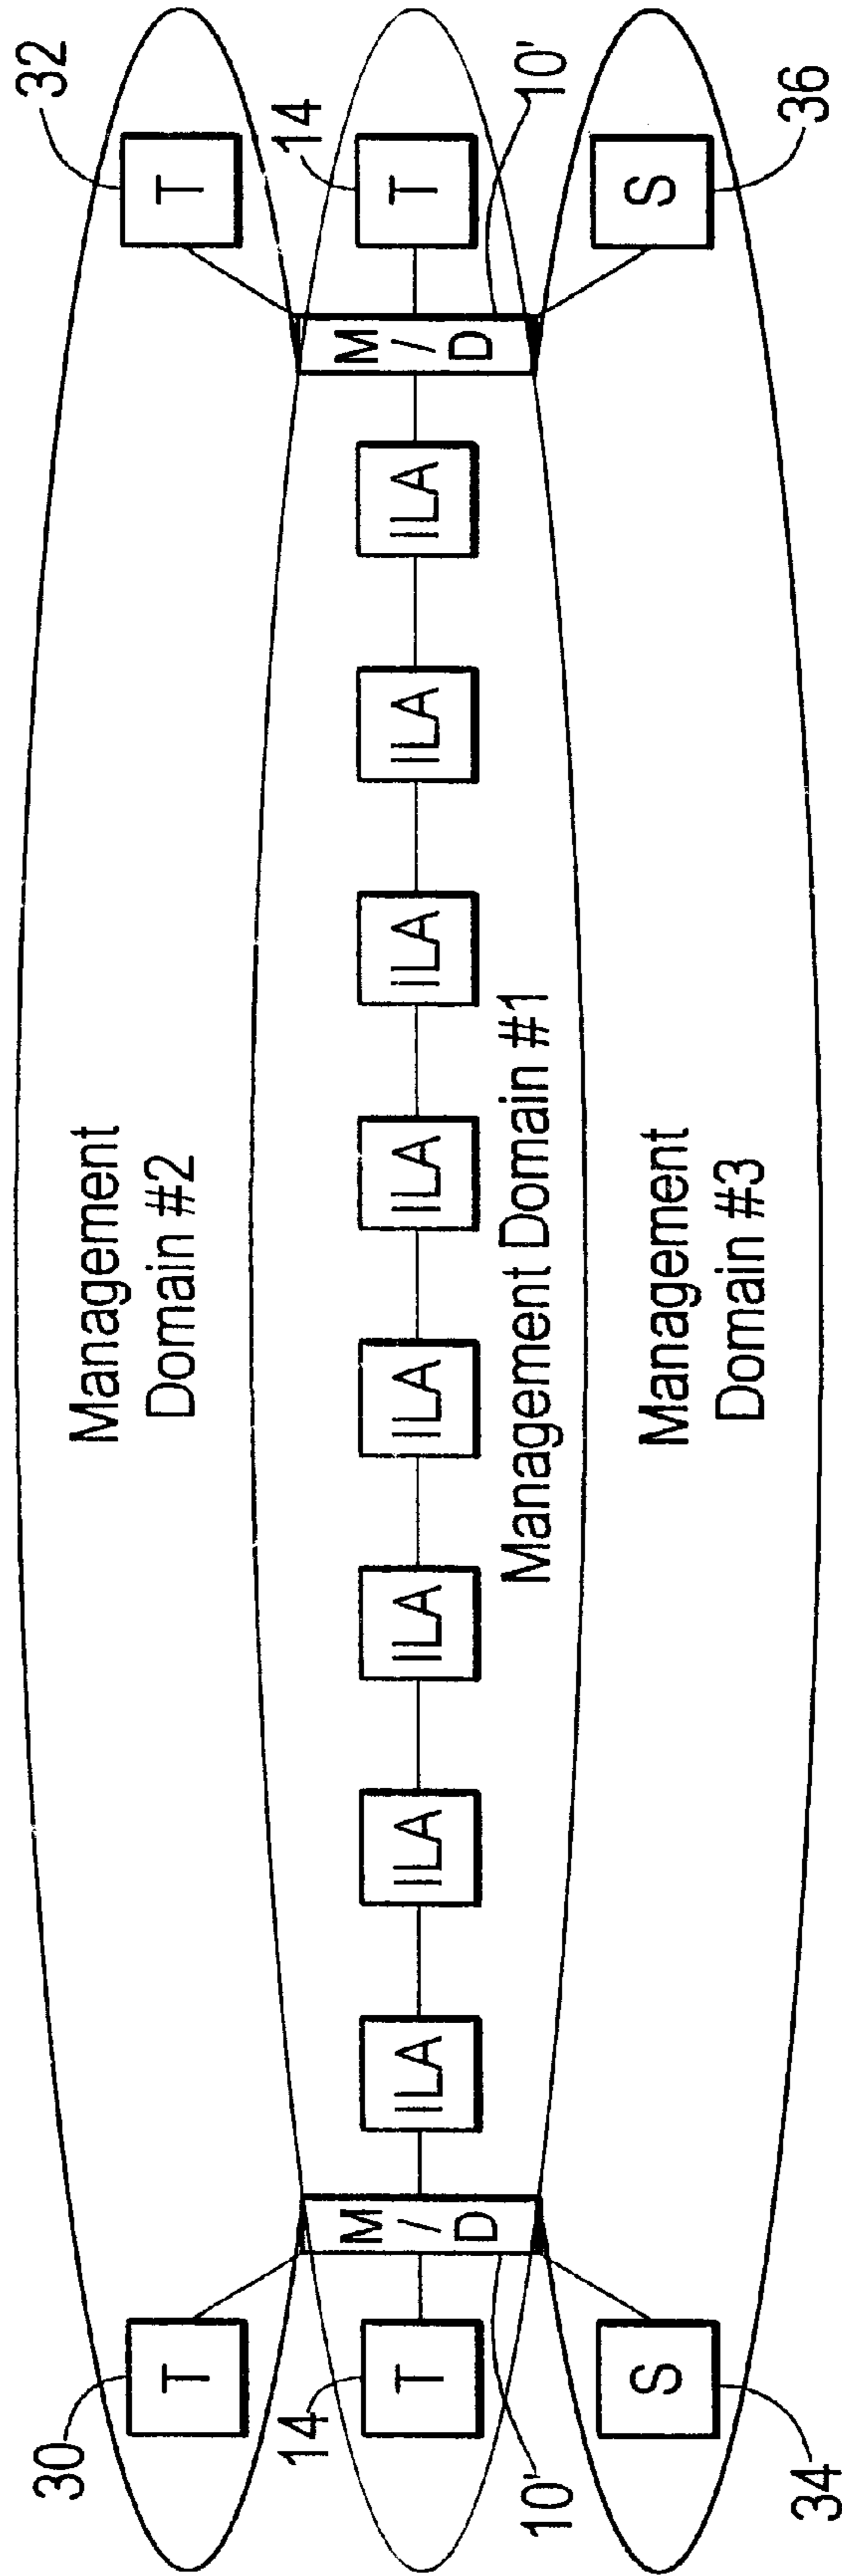 30
T
Management
Domain #2
T
32
14
T
M
/
D
ILA
ILA
ILA
ILA
ILA
ILA
ILA
ILA
M
/
D
T
14
10'
Management Domain #1
10'
S
34
Management
Domain #3
S
36